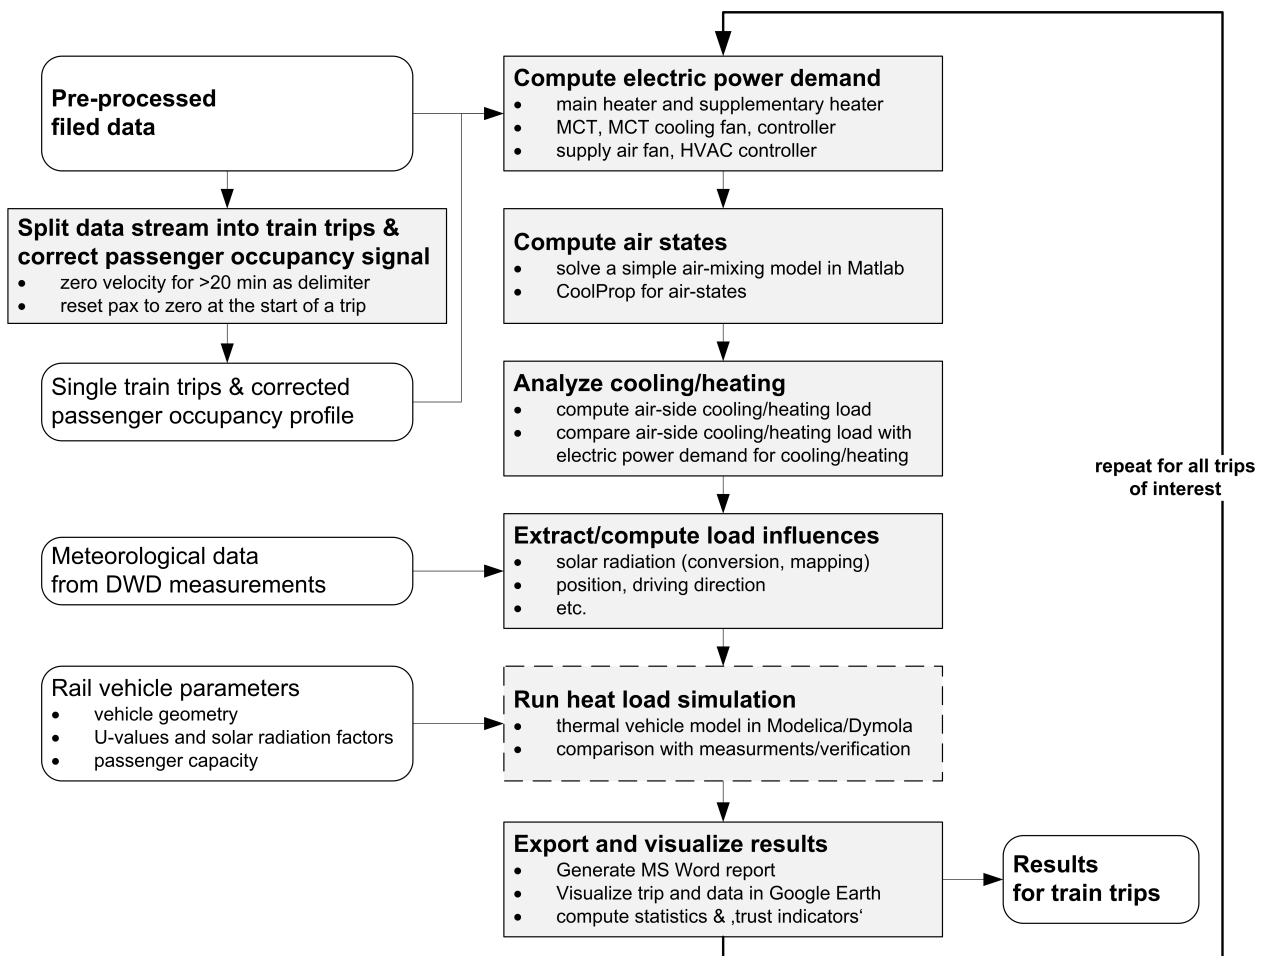 Pre-processed
filed data
Split data stream into train trips &
correct passenger occupancy signal
• zero velocity for >20 min as delimiter
• reset pax to zero at the start of a trip
Single train trips & corrected
passenger occupancy profile
Meteorological data
from DWD measurements
Rail vehicle parameters
• vehicle geometry
• U-values and solar radiation factors
• passenger capacity
Compute electric power demand
• main heater and supplementary heater
• MCT, MCT cooling fan, controller
• supply air fan, HVAC controller
Compute air states
• solve a simple air-mixing model in Matlab
• CoolProp for air-states
Analyze cooling/heating
• compute air-side cooling/heating load
• compare air-side cooling/heating load with
electric power demand for cooling/heating
Extract/compute load influences
• solar radiation (conversion, mapping)
• position, driving direction
• etc.
Run heat load simulation
• thermal vehicle model in Modelica/Dymola
• comparison with measurments/verification
Export and visualize results
• Generate MS Word report
• Visualize trip and data in Google Earth
• compute statistics & ‚trust indicators‘
repeat for all trips
of interest
Results
for train trips